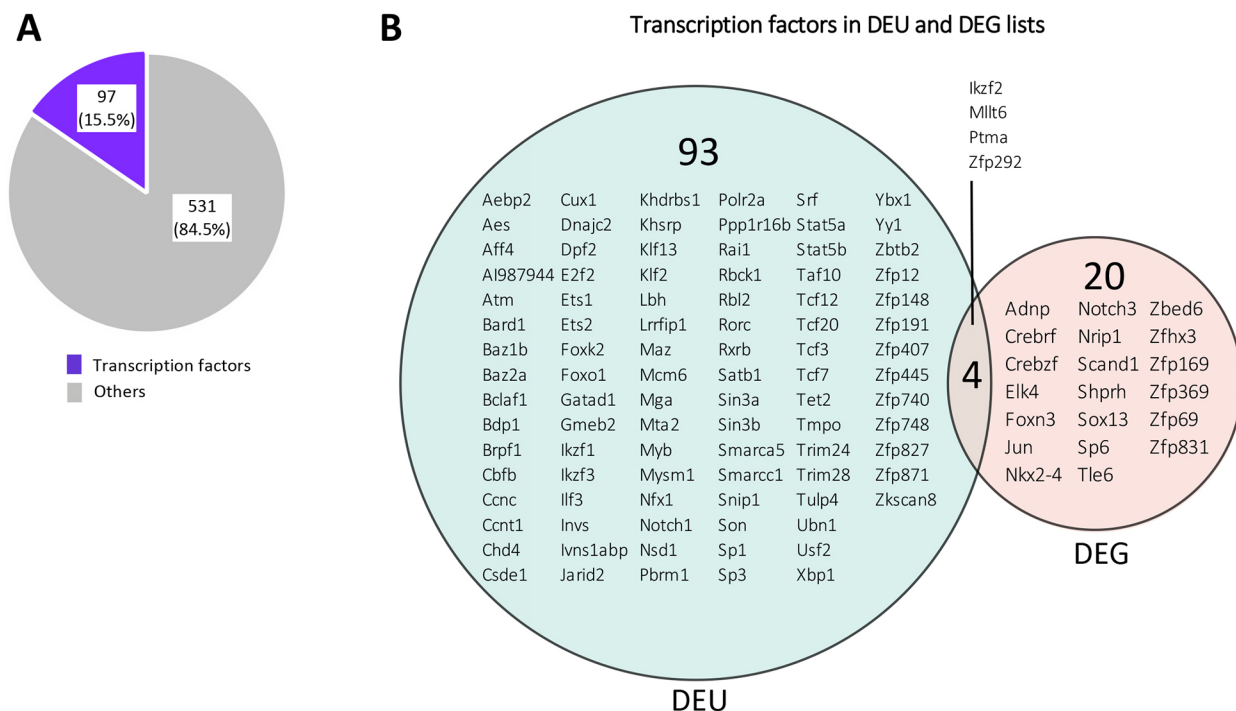 A
97
(15.5%)
531
(84.5%)
Transcription factors
Others
B
Transcription factors in DEU and DEG lists
Ikzf2
Mllt6
Ptma
Zfp292
93
Aebp2 Cux1 Khdrbs1 Polr2a Srf Ybx1
Aes Dnajc2 Khsrp Ppp1r16b Stat5a Yy1
Aff4 Dpf2 Klf13 Rai1 Stat5b Zbtb2
AI987944 E2f2 Klf2 Rbck1 Taf10 Zfp12
Atm Ets1 Lbh Rbl2 Tcf12 Zfp148
Bard1 Ets2 Lrrfip1 Rorc Tcf20 Zfp191
Baz1b Foxk2 Maz Rxrb Tcf3 Zfp407
Baz2a Foxo1 Mcm6 Satb1 Tcf7 Zfp445
Bclaf1 Gatad1 Mga Sin3a Tet2 Zfp740
Bdp1 Gmeb2 Mta2 Sin3b Tmpo Zfp748
Brpf1 Ikzf1 Myb Smarca5 Trim24 Zfp827
Cbfb Ikzf3 Mysm1 Smarcc1 Trim28 Zfp871
Ccnc Ilf3 Nfx1 Snip1 Tulp4 Zkscan8
Ccnt1 Invs Notch1 Son Ubn1
Chd4 Ivns1abp Nsd1 Sp1 Usf2
Csde1 Jarid2 Pbrm1 Sp3 Xbp1
DEU
4
20
Adnp Notch3 Zbed6
Crebrf Nrip1 Zfhx3
Crebzf Scand1 Zfp169
Elk4 Shprh Zfp369
Foxn3 Sox13 Zfp69
Jun Sp6 Zfp831
Nkx2-4 Tle6
DEG